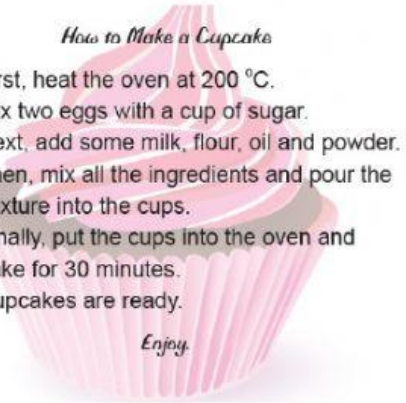 How to Make a Cupcake
rst, heat the oven at 200 °C.
x two eggs with a cup of sugar.
ext, add some milk, flour, oil and powder.
en, mix all the ingredients and pour the
xture into the cups.
nally, put the cups into the oven and
ke for 30 minutes.
upcakes are ready.
Enjoy.